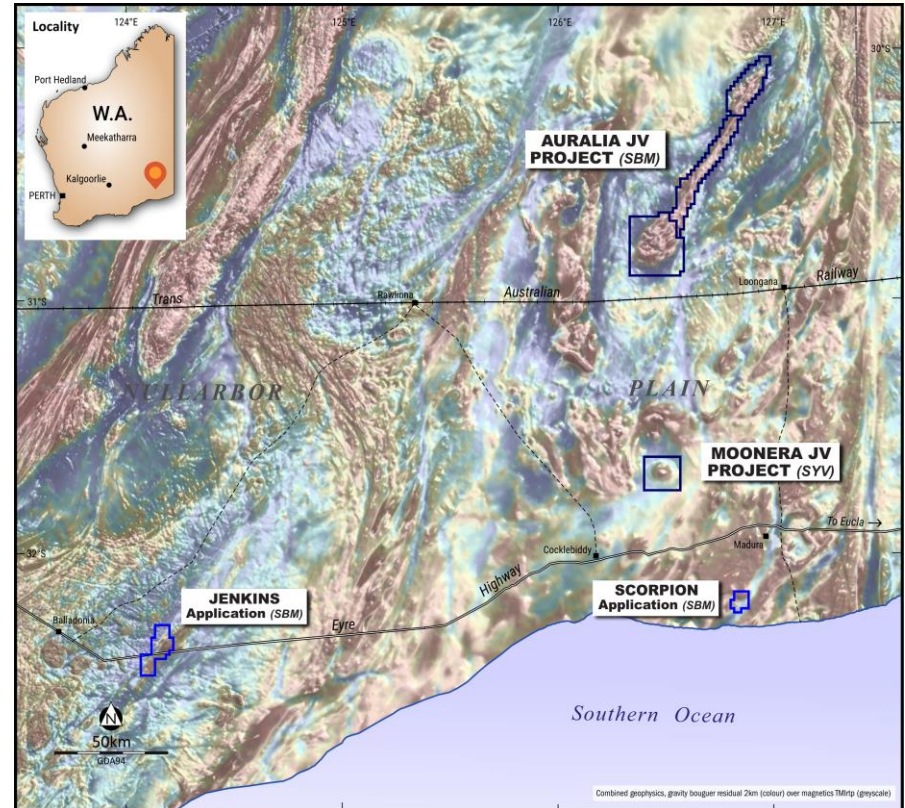 Locality
124°E
125°E
126°E
127°E
30°S
Port Hedland
W.A.
Meekatharra
Kalgoorlie
PERTH
AURALIA JV
PROJECT (SBM)
31°S
Trans
Rawlinna
Australian
Loongana
Railway
NULLARBOR
PLAIN
MOONERA JV
PROJECT (SYV)
To Eucla →
32°S
Cocklebiddy
Madura
Highway
JENKINS
Application (SBM)
SCORPION
Application (SBM)
Balladonia
Eyre
N
50km
GDA94
Southern Ocean
Combined geophysics, gravity bouguer residual 2km (colour) over magnetics TMIrtp (greyscale)